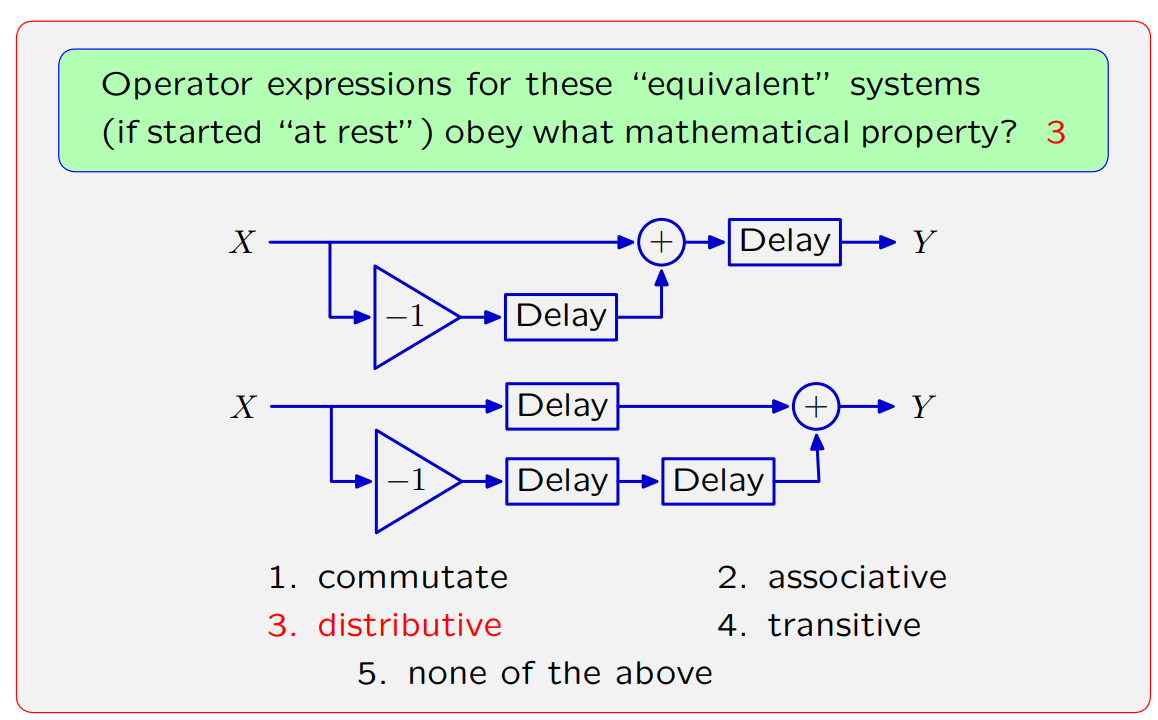 Operator expressions for these “equivalent” systems
(if started “at rest”) obey what mathematical property? 3
X + Delay Y
−1 Delay
X Delay + Y
−1 Delay Delay
1. commutate 2. associative
3. distributive 4. transitive
5. none of the above